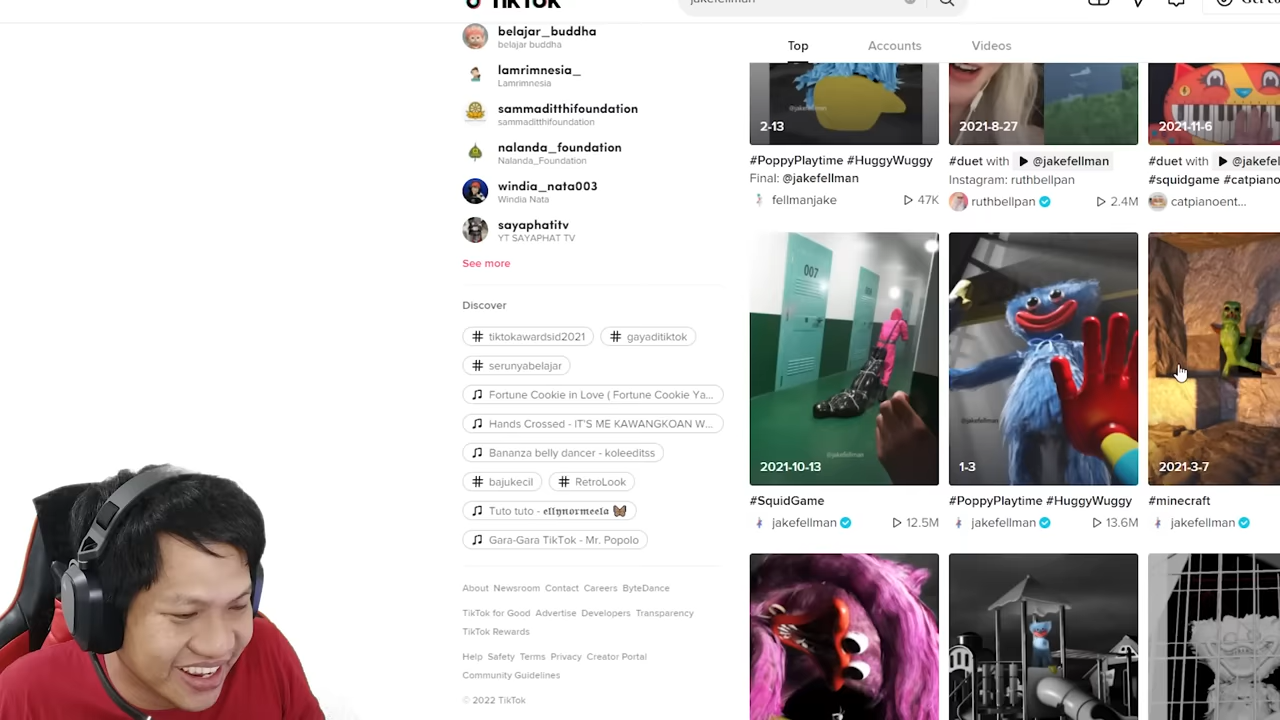 TikTok
jakefellman
belajar_buddha
belajar buddha
lamrimnesia_
Lamrimnesia
sammaditthifoundation
sammaditthifoundation
nalanda_foundation
Nalanda_Foundation
windia_nata003
Windia Nata
sayaphatitv
YT SAYAPHAT TV
See more
Discover
# tiktokawardsid2021
# gayaditiktok
# serunyabelajar
Fortune Cookie in Love ( Fortune Cookie Ya...
Hands Crossed - IT'S ME KAWANGKOAN W...
Bananza belly dancer - koleeditss
# bajukecil
# RetroLook
Tuto tuto - 𝖊𝖑𝖑𝖞𝖓𝖔𝖗𝖒𝖊𝖊𝖑𝖆 🦋
Gara-Gara TikTok - Mr. Popolo
About Newsroom Contact Careers ByteDance
TikTok for Good Advertise Developers Transparency
TikTok Rewards
Help Safety Terms Privacy Creator Portal
Community Guidelines
© 2022 TikTok
Top Accounts Videos
@jakefellman
2-13
2021-8-27
2021-11-6
#PoppyPlaytime #HuggyWuggy
Final: @jakefellman
fellmanjake 47K
#duet with @jakefellman
Instagram: ruthbellpan
ruthbellpan 2.4M
#duet with @jakefel
#squidgame #catpiano
catpianoent...
007
@jakefellman
2021-10-13
@jakefellman
1-3
2021-3-7
#SquidGame
jakefellman 12.5M
#PoppyPlaytime #HuggyWuggy
jakefellman 13.6M
#minecraft
jakefellman